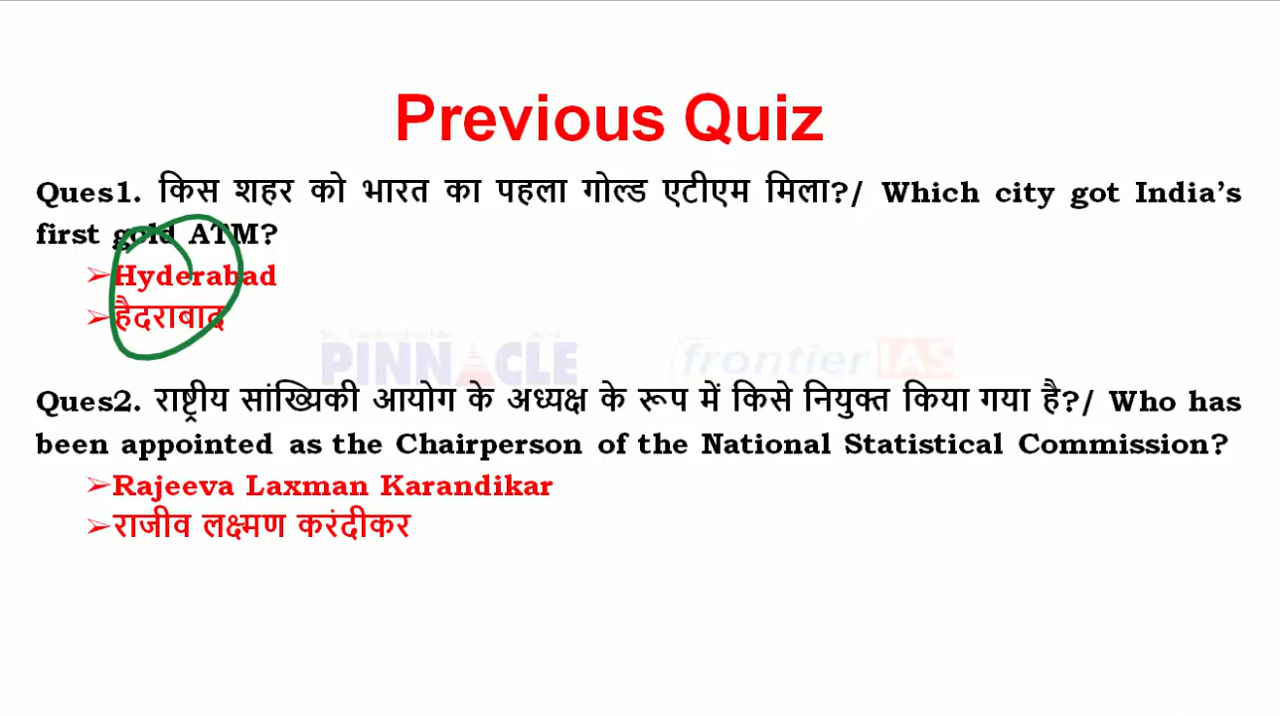 Previous Quiz
Ques1. किस शहर को भारत का पहला गोल्ड एटीएम मिला?/ Which city got India's
first gold ATM?
➢Hyderabad
➢हैदराबाद
PINNACLE frontier IAS
Ques2. राष्ट्रीय सांख्यिकी आयोग के अध्यक्ष के रूप में किसे नियुक्त किया गया है?/ Who has
been appointed as the Chairperson of the National Statistical Commission?
➢Rajeeva Laxman Karandikar
➢राजीव लक्ष्मण करंदीकर